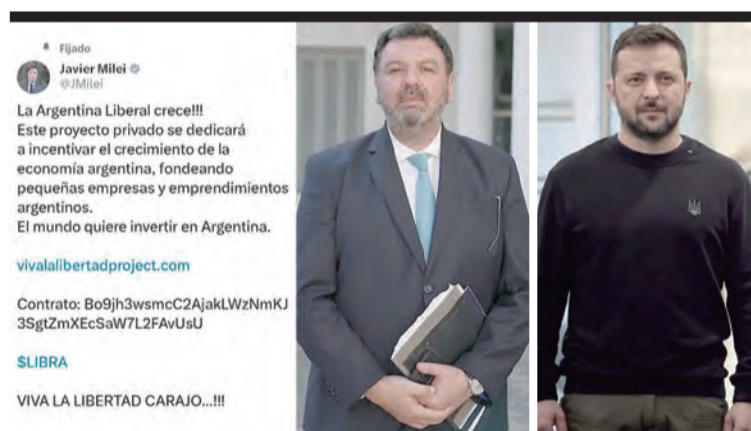 Fijado
Javier Milei
@JMilei
La Argentina Liberal crece!!!
Este proyecto privado se dedicará
a incentivar el crecimiento de la
economía argentina, fondeando
pequeñas empresas y emprendimientos
argentinos.
El mundo quiere invertir en Argentina.
vivalalibertadproject.com
Contrato: Bo9jh3wsmcC2AjakLWzNmKJ
3SgtZmXEcSaW7L2FAvUsU
$LIBRA
VIVA LA LIBERTAD CARAJO...!!!